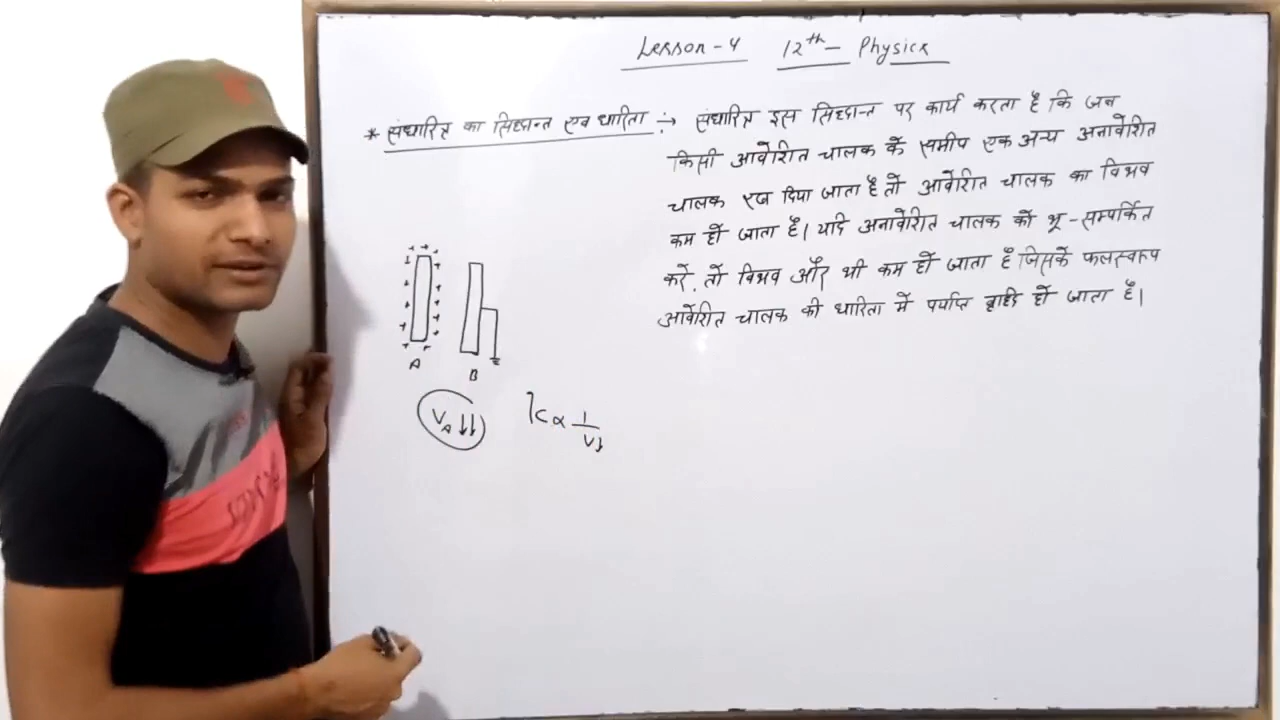 Lesson-4 12th- Physics
* संधारित्र का सिध्दान्त एवं धारिता :→ संधारित्र इस सिध्दान्त पर कार्य करता है कि जब
किसी आवेशित चालक के समीप एक अन्य अनावेशित
चालक रख दिया जाता है तो आवेशित चालक का विभव
कम हो जाता है। यदि अनावेशित चालक को भू-सम्पर्कित
करें, तो विभव और भी कम हो जाता है जिसके फलस्वरूप
आवेशित चालक की धारिता में पर्याप्त वृद्दि हो जाता है।
A B
V_A ↓↓ C ∝ 1/V↓